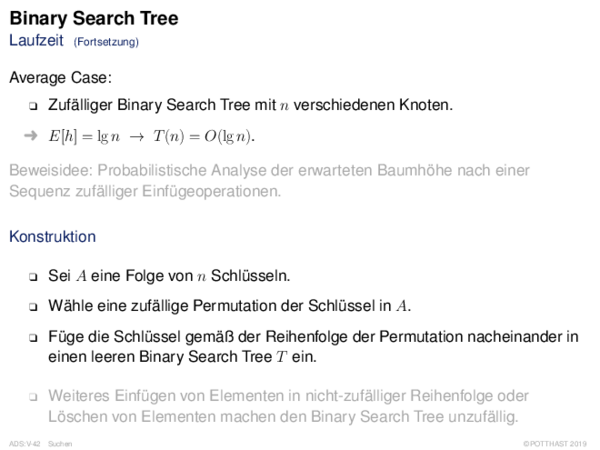 Binary Search Tree
Laufzeit (Fortsetzung)
Average Case:
❑ Zufälliger Binary Search Tree mit n verschiedenen Knoten.
➜ E[h] = lg n → T(n) = O(lg n).
Beweisidee: Probabilistische Analyse der erwarteten Baumhöhe nach einer
Sequenz zufälliger Einfügeoperationen.
Konstruktion
❑ Sei A eine Folge von n Schlüsseln.
❑ Wähle eine zufällige Permutation der Schlüssel in A.
❑ Füge die Schlüssel gemäß der Reihenfolge der Permutation nacheinander in
einen leeren Binary Search Tree T ein.
❑ Weiteres Einfügen von Elementen in nicht-zufälliger Reihenfolge oder
Löschen von Elementen machen den Binary Search Tree unzufällig.
ADS:V-42 Suchen ©POTTHAST 2019